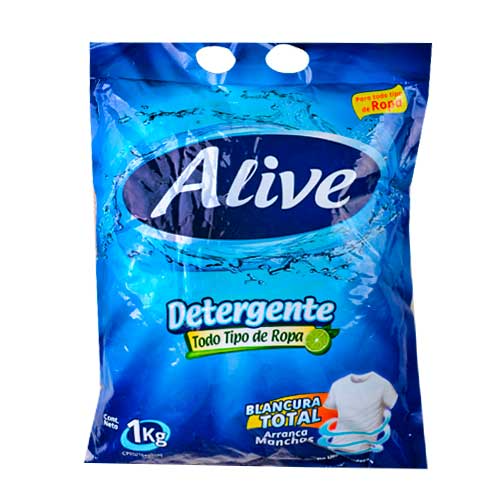 Para todo tipo
de Ropa
Alive
Detergente
Todo Tipo de Ropa
BLANCURA
TOTAL
Arranca
Manchas
Cont.
Neto
1Kg